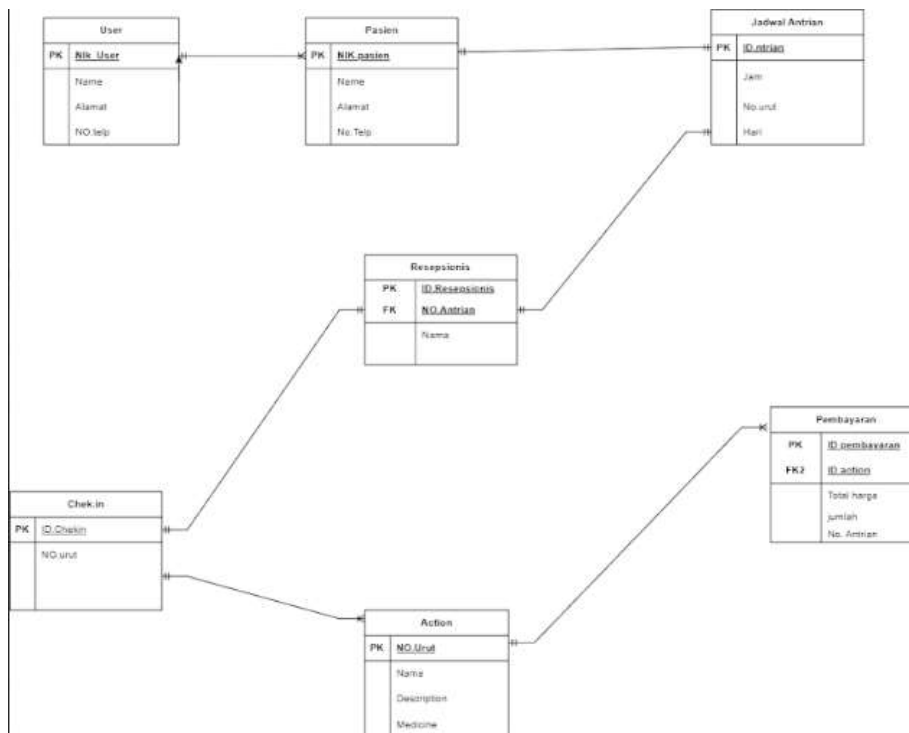 User
PK Nik_User
Name
Alamat
NO.telp
Pasien
PK NIK.pasien
Name
Alamat
No.Telp
Jadwal Antrian
PK ID.ntrian
Jam
No.urut
Hari
Resepsionis
PK ID.Resepsionis
FK NO.Antrian
Nama
Pembayaran
PK ID pembayaran
FK2 ID action
Total harga
jumlah
No. Antrian
Chek.in
PK ID.Chekin
NO.urut
Action
PK NO.Urut
Nama
Description
Medicine